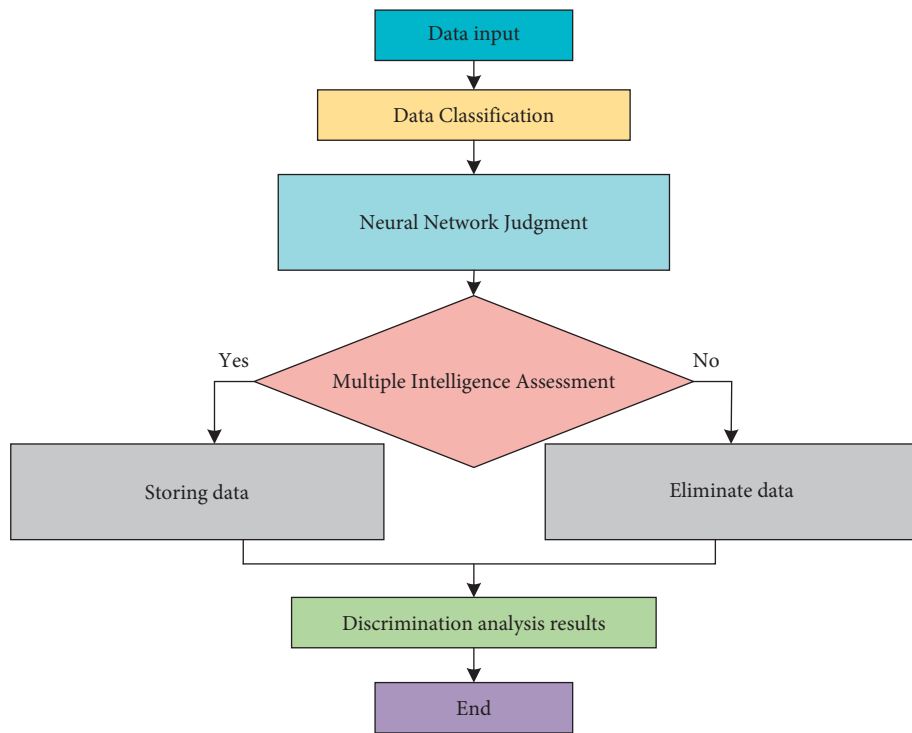 Data input
Data Classification
Neural Network Judgment
Yes
No
Multiple Intelligence Assessment
Storing data
Eliminate data
Discrimination analysis results
End